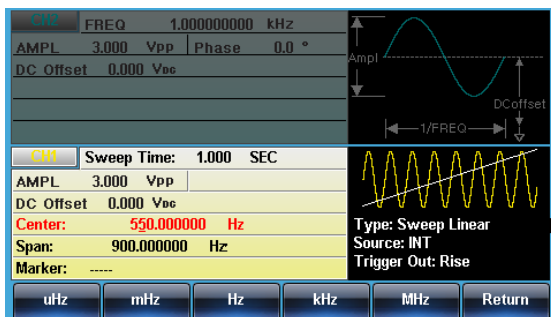 CH2 FREQ 1.000000000 kHz
AMPL 3.000 Vpp Phase 0.0 °
DC Offset 0.000 VDC
Ampl
DCoffset
1/FREQ
CH1 Sweep Time: 1.000 SEC
AMPL 3.000 Vpp
DC Offset 0.000 VDC
Center: 550.000000 Hz
Span: 900.000000 Hz
Marker: -----
Type: Sweep Linear
Source: INT
Trigger Out: Rise
uHz mHz Hz kHz MHz Return